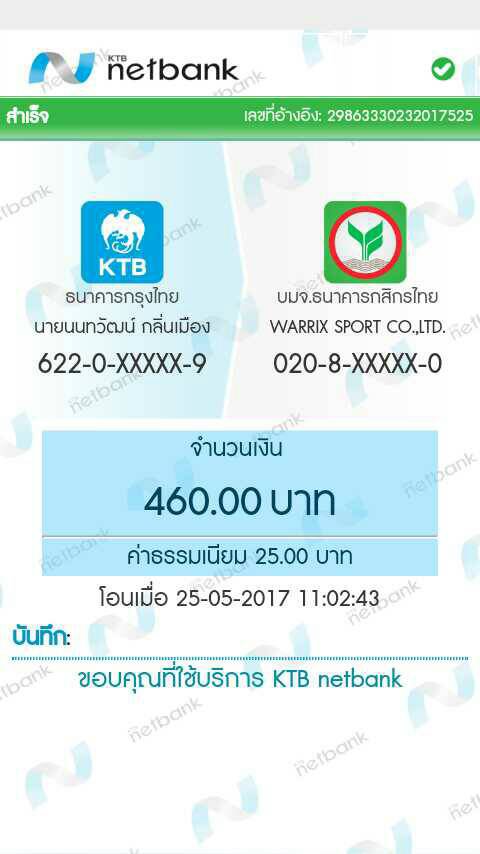 KTB
netbank
สำเร็จ
เลขที่อ้างอิง: 29863330232017525
KTB
ธนาคารกรุงไทย
บมจ.ธนาคารกสิกรไทย
นายนนทวัฒน์ กลิ่นเมือง
WARRIX SPORT CO.,LTD.
622-0-XXXXX-9
020-8-XXXXX-0
จำนวนเงิน
460.00 บาท
ค่าธรรมเนียม 25.00 บาท
โอนเมื่อ 25-05-2017 11:02:43
บันทึก:
ขอบคุณที่ใช้บริการ KTB netbank